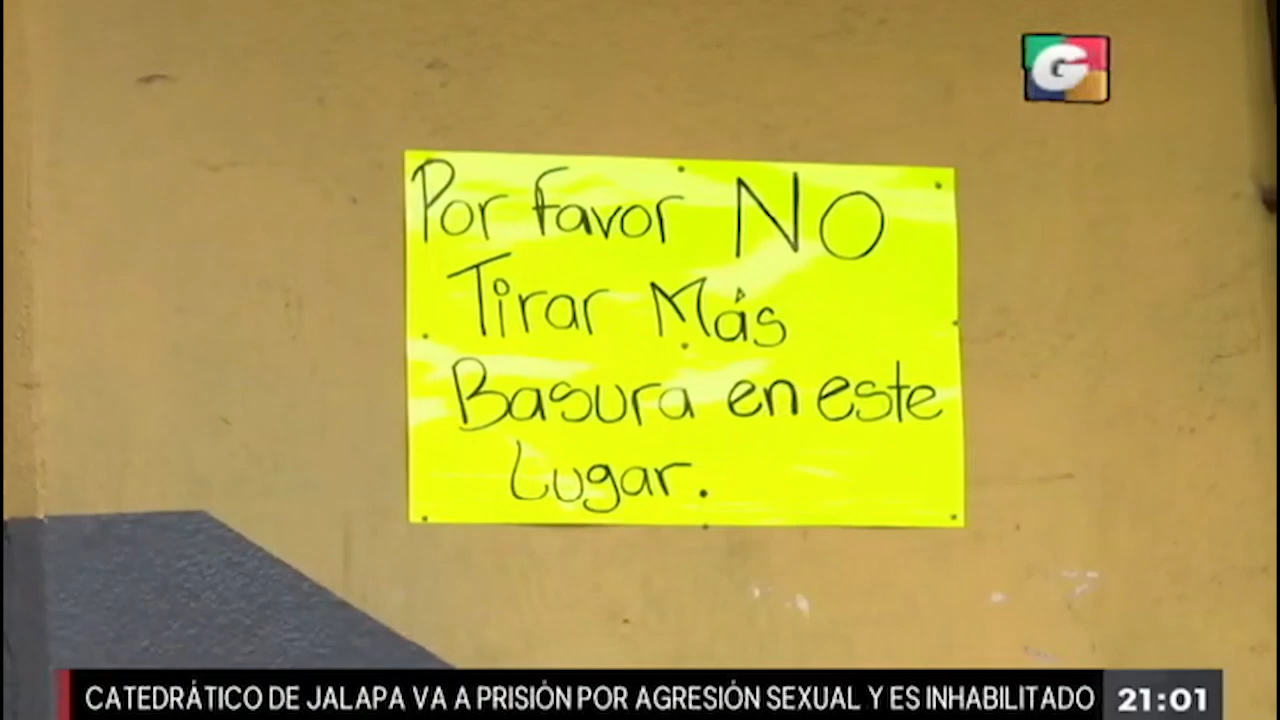 G
Por favor NO
Tirar Más
Basura en este
Lugar.
CATEDRÁTICO DE JALAPA VA A PRISIÓN POR AGRESIÓN SEXUAL Y ES INHABILITADO 21:01